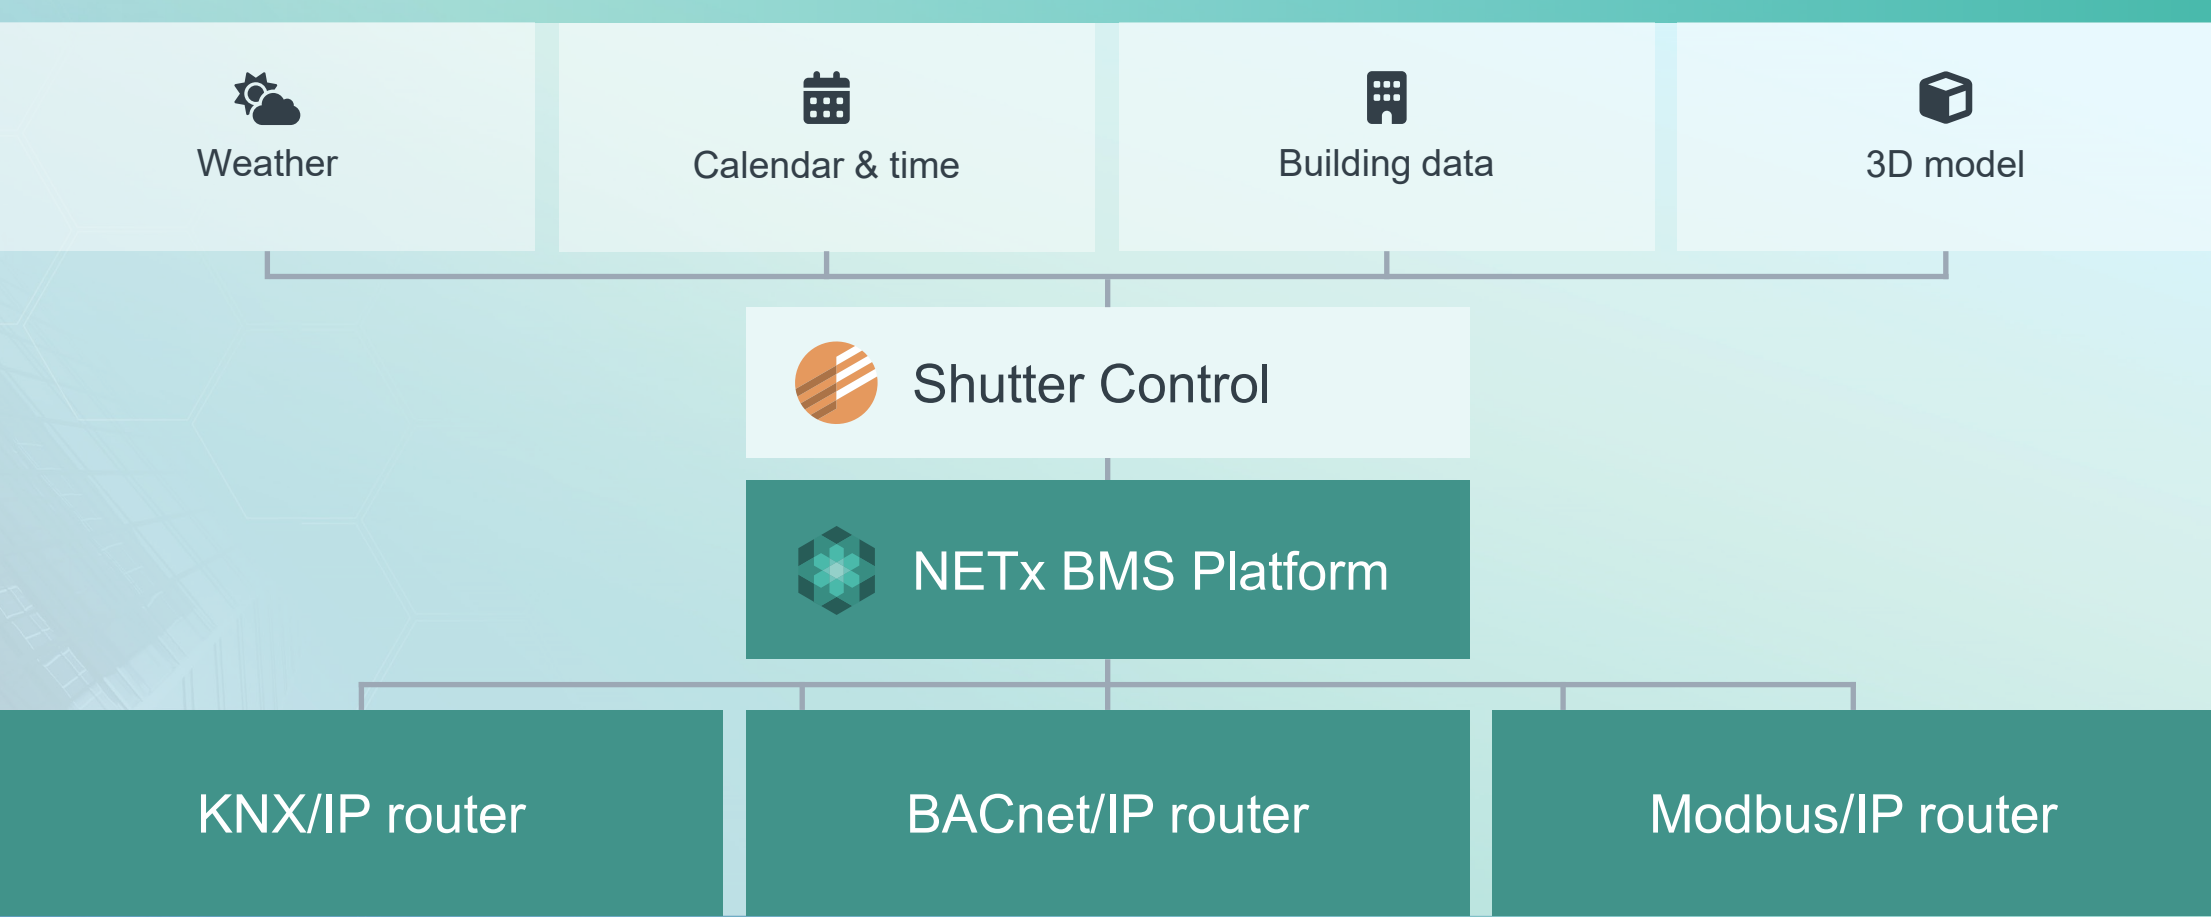 Weather
Calendar & time
Building data
3D model
Shutter Control
NETx BMS Platform
KNX/IP router
BACnet/IP router
Modbus/IP router